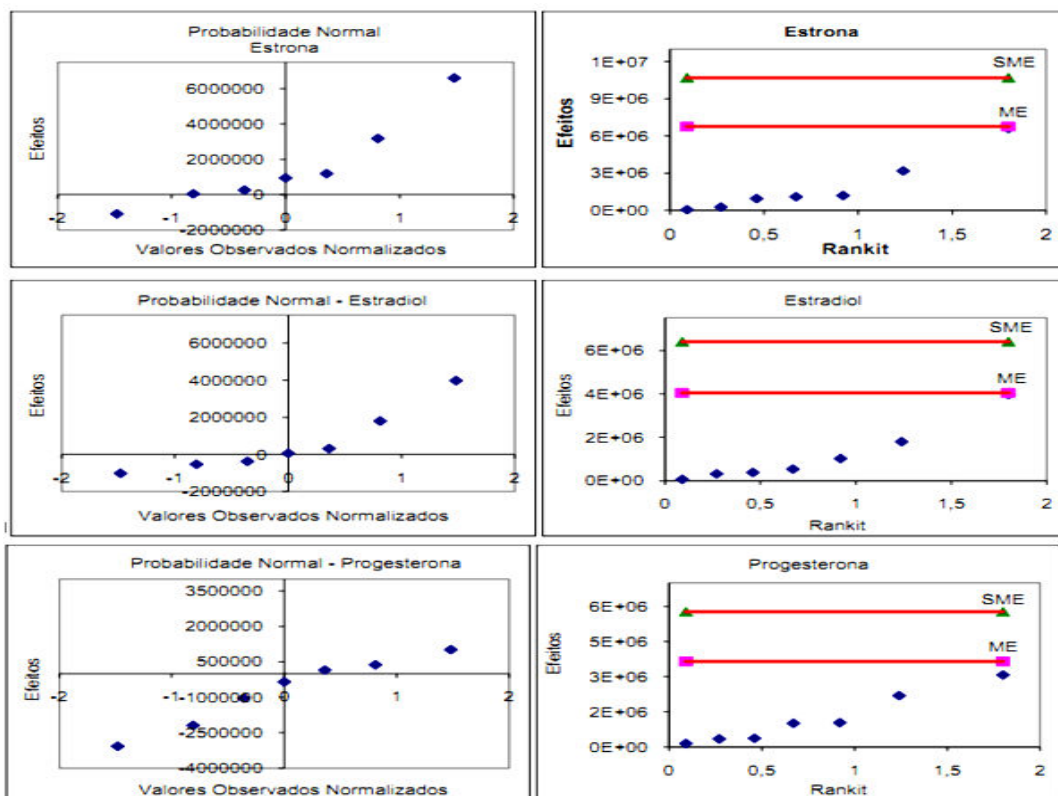 Probabilidade Normal
Estrona
6000000
4000000
2000000
0
-2000000
-2
-1
0
1
2
Efeitos
Valores Observados Normalizados
Estrona
1E+07
9E+06
6E+06
3E+06
0E+00
SME
ME
0
0,5
1
1,5
2
Efeitos
Rankit
Probabilidade Normal - Estradiol
6000000
4000000
2000000
0
-2000000
-2
-1
0
1
2
Efeitos
Valores Observados Normalizados
Estradiol
6E+06
4E+06
2E+06
0E+00
SME
ME
0
0,5
1
1,5
2
Efeitos
Rankit
Probabilidade Normal - Progesterona
3500000
2000000
500000
-1000000
-2500000
-4000000
-2
-1
0
1
2
Efeitos
Valores Observados Normalizados
Progesterona
6E+06
5E+06
3E+06
2E+06
0E+00
SME
ME
0
0,5
1
1,5
2
Efeitos
Rankit